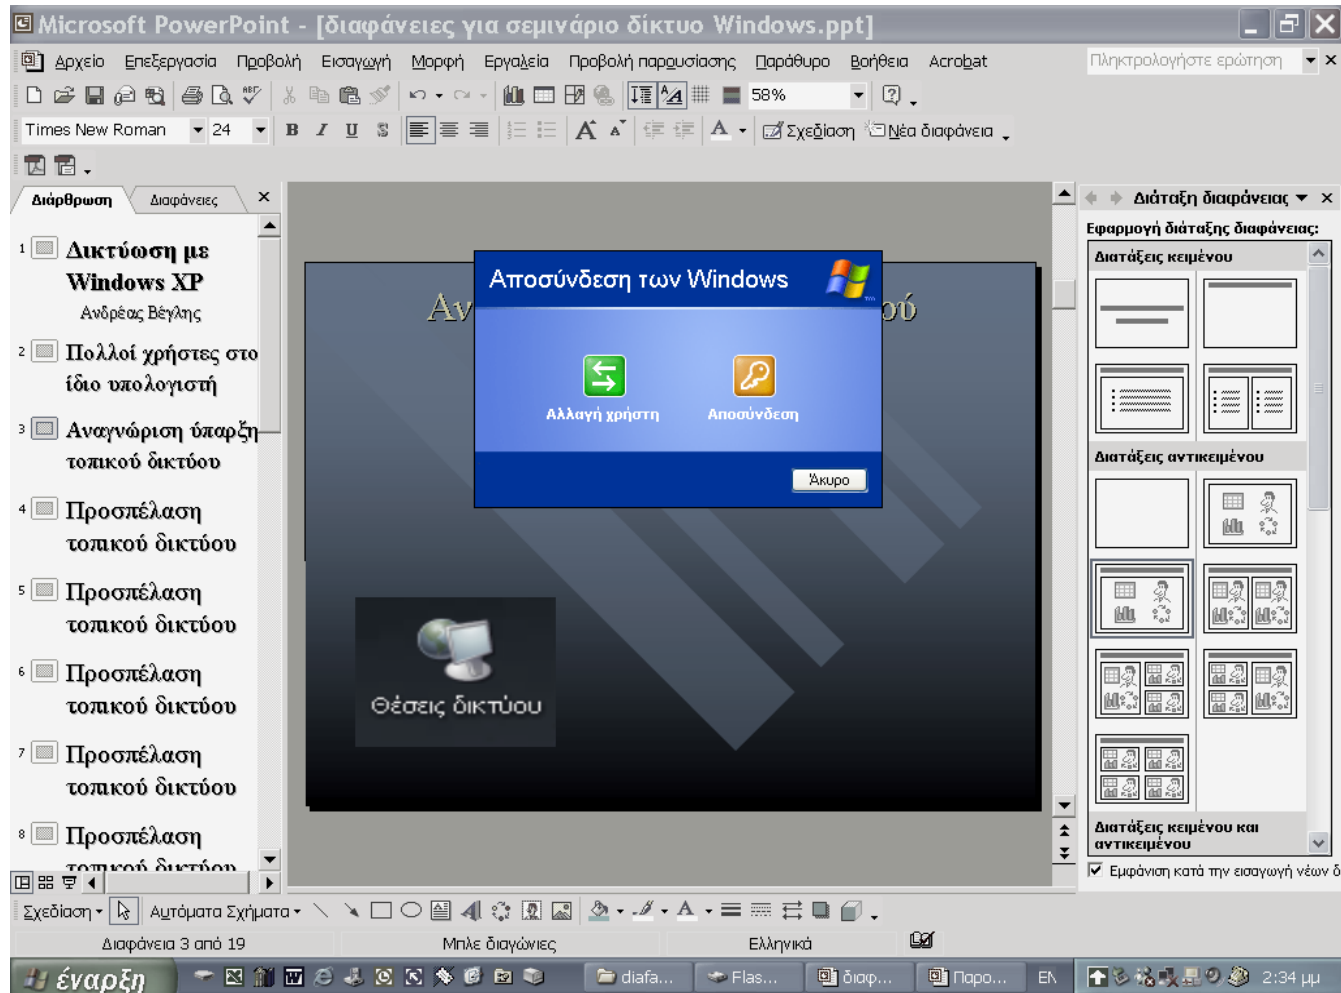 Microsoft PowerPoint - [διαφάνειες για σεμινάριο δίκτυο Windows.ppt]
Αρχείο Επεξεργασία Προβολή Εισαγωγή Μορφή Εργαλεία Προβολή παρουσίασης Παράθυρο Βοήθεια Acrobat Πληκτρολογήστε ερώτηση
58%
Times New Roman 24 B I U S A A A Σχεδίαση Νέα διαφάνεια
Διάρθρωση Διαφάνειες
1 Δικτύωση με
Windows XP
Ανδρέας Βέγλης
2 Πολλοί χρήστες στο
ίδιο υπολογιστή
3 Αναγνώριση ύπαρξη
τοπικού δικτύου
4 Προσπέλαση
τοπικού δικτύου
5 Προσπέλαση
τοπικού δικτύου
6 Προσπέλαση
τοπικού δικτύου
7 Προσπέλαση
τοπικού δικτύου
8 Προσπέλαση
τοπικού δικτύου
Αν
ού
Αποσύνδεση των Windows
Αλλαγή χρήστη Αποσύνδεση
Άκυρο
Θέσεις δικτύου
Διάταξη διαφάνειας
Εφαρμογή διάταξης διαφάνειας:
Διατάξεις κειμένου
Διατάξεις αντικειμένου
Διατάξεις κειμένου και
αντικειμένου
Εμφάνιση κατά την εισαγωγή νέων δ
Σχεδίαση Αυτόματα Σχήματα
Διαφάνεια 3 από 19 Μπλε διαγώνιες Ελληνικά
έναρξη diafa... Flas... διαφ... Παρο... EN 2:34 μμ